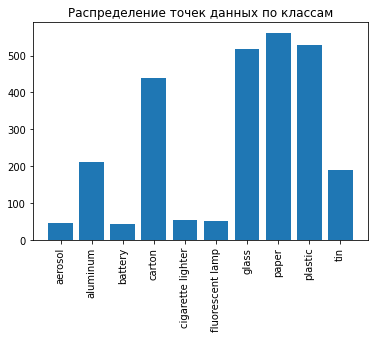 Распределение точек данных по классам
500
400
300
200
100
0
aerosol
aluminum
battery
carton
cigarette lighter
fluorescent lamp
glass
paper
plastic
tin